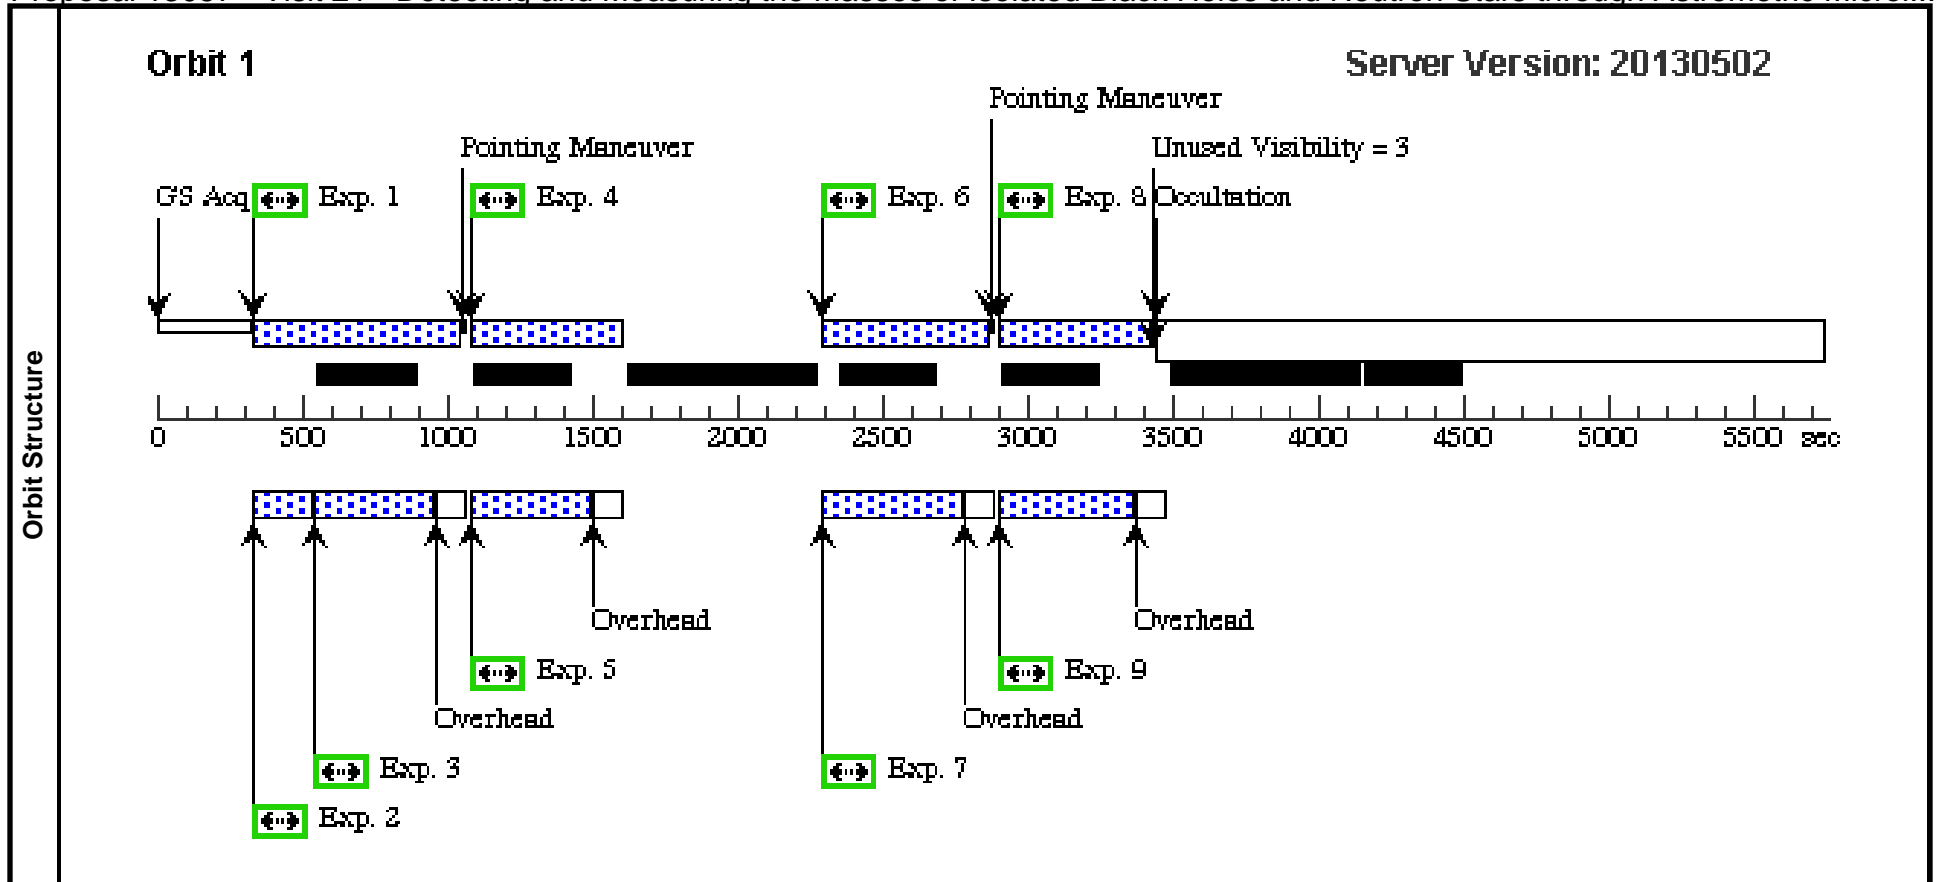 Orbit 1
Server Version: 20130502
Pointing Maneuver
Pointing Maneuver
Unused Visibility = 3
GS Acq
Exp. 1
Exp. 4
Exp. 6
Exp. 8
Occultation
0 500 1000 1500 2000 2500 3000 3500 4000 4500 5000 5500 sec
Orbit Structure
Overhead
Overhead
Exp. 5
Exp. 9
Overhead
Overhead
Exp. 3
Exp. 7
Exp. 2